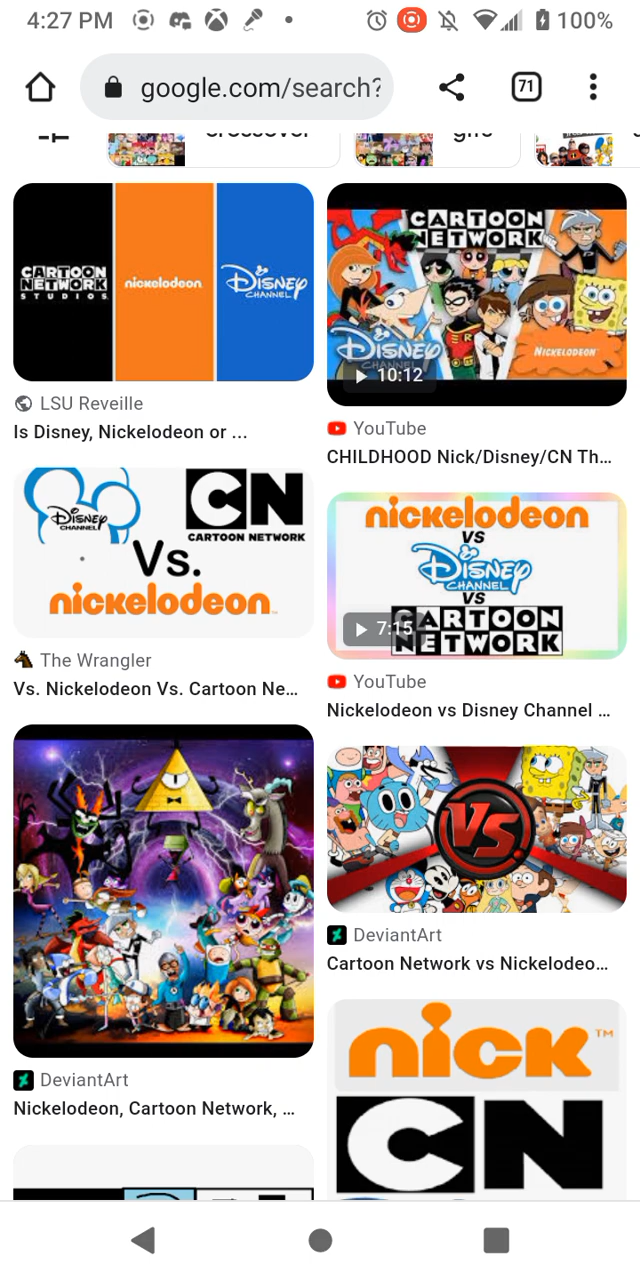 4:27 PM
100%
google.com/search?
71
crossover
gifs
CARTOON
NETWORK
STUDIOS
nickelodeon
Disney
CHANNEL
LSU Reveille
Is Disney, Nickelodeon or ...
CARTOON
NETWORK
Disney
CHANNEL
NICKELODEON
10:12
YouTube
CHILDHOOD Nick/Disney/CN Th...
Disney
CHANNEL
CN
CARTOON NETWORK
Vs.
nickelodeon
The Wrangler
Vs. Nickelodeon Vs. Cartoon Ne...
nickelodeon
VS
Disney
CHANNEL
VS
CARTOON
NETWORK
7:15
YouTube
Nickelodeon vs Disney Channel ...
DeviantArt
Nickelodeon, Cartoon Network, ...
VS.
DeviantArt
Cartoon Network vs Nickelodeo...
nick™
CN